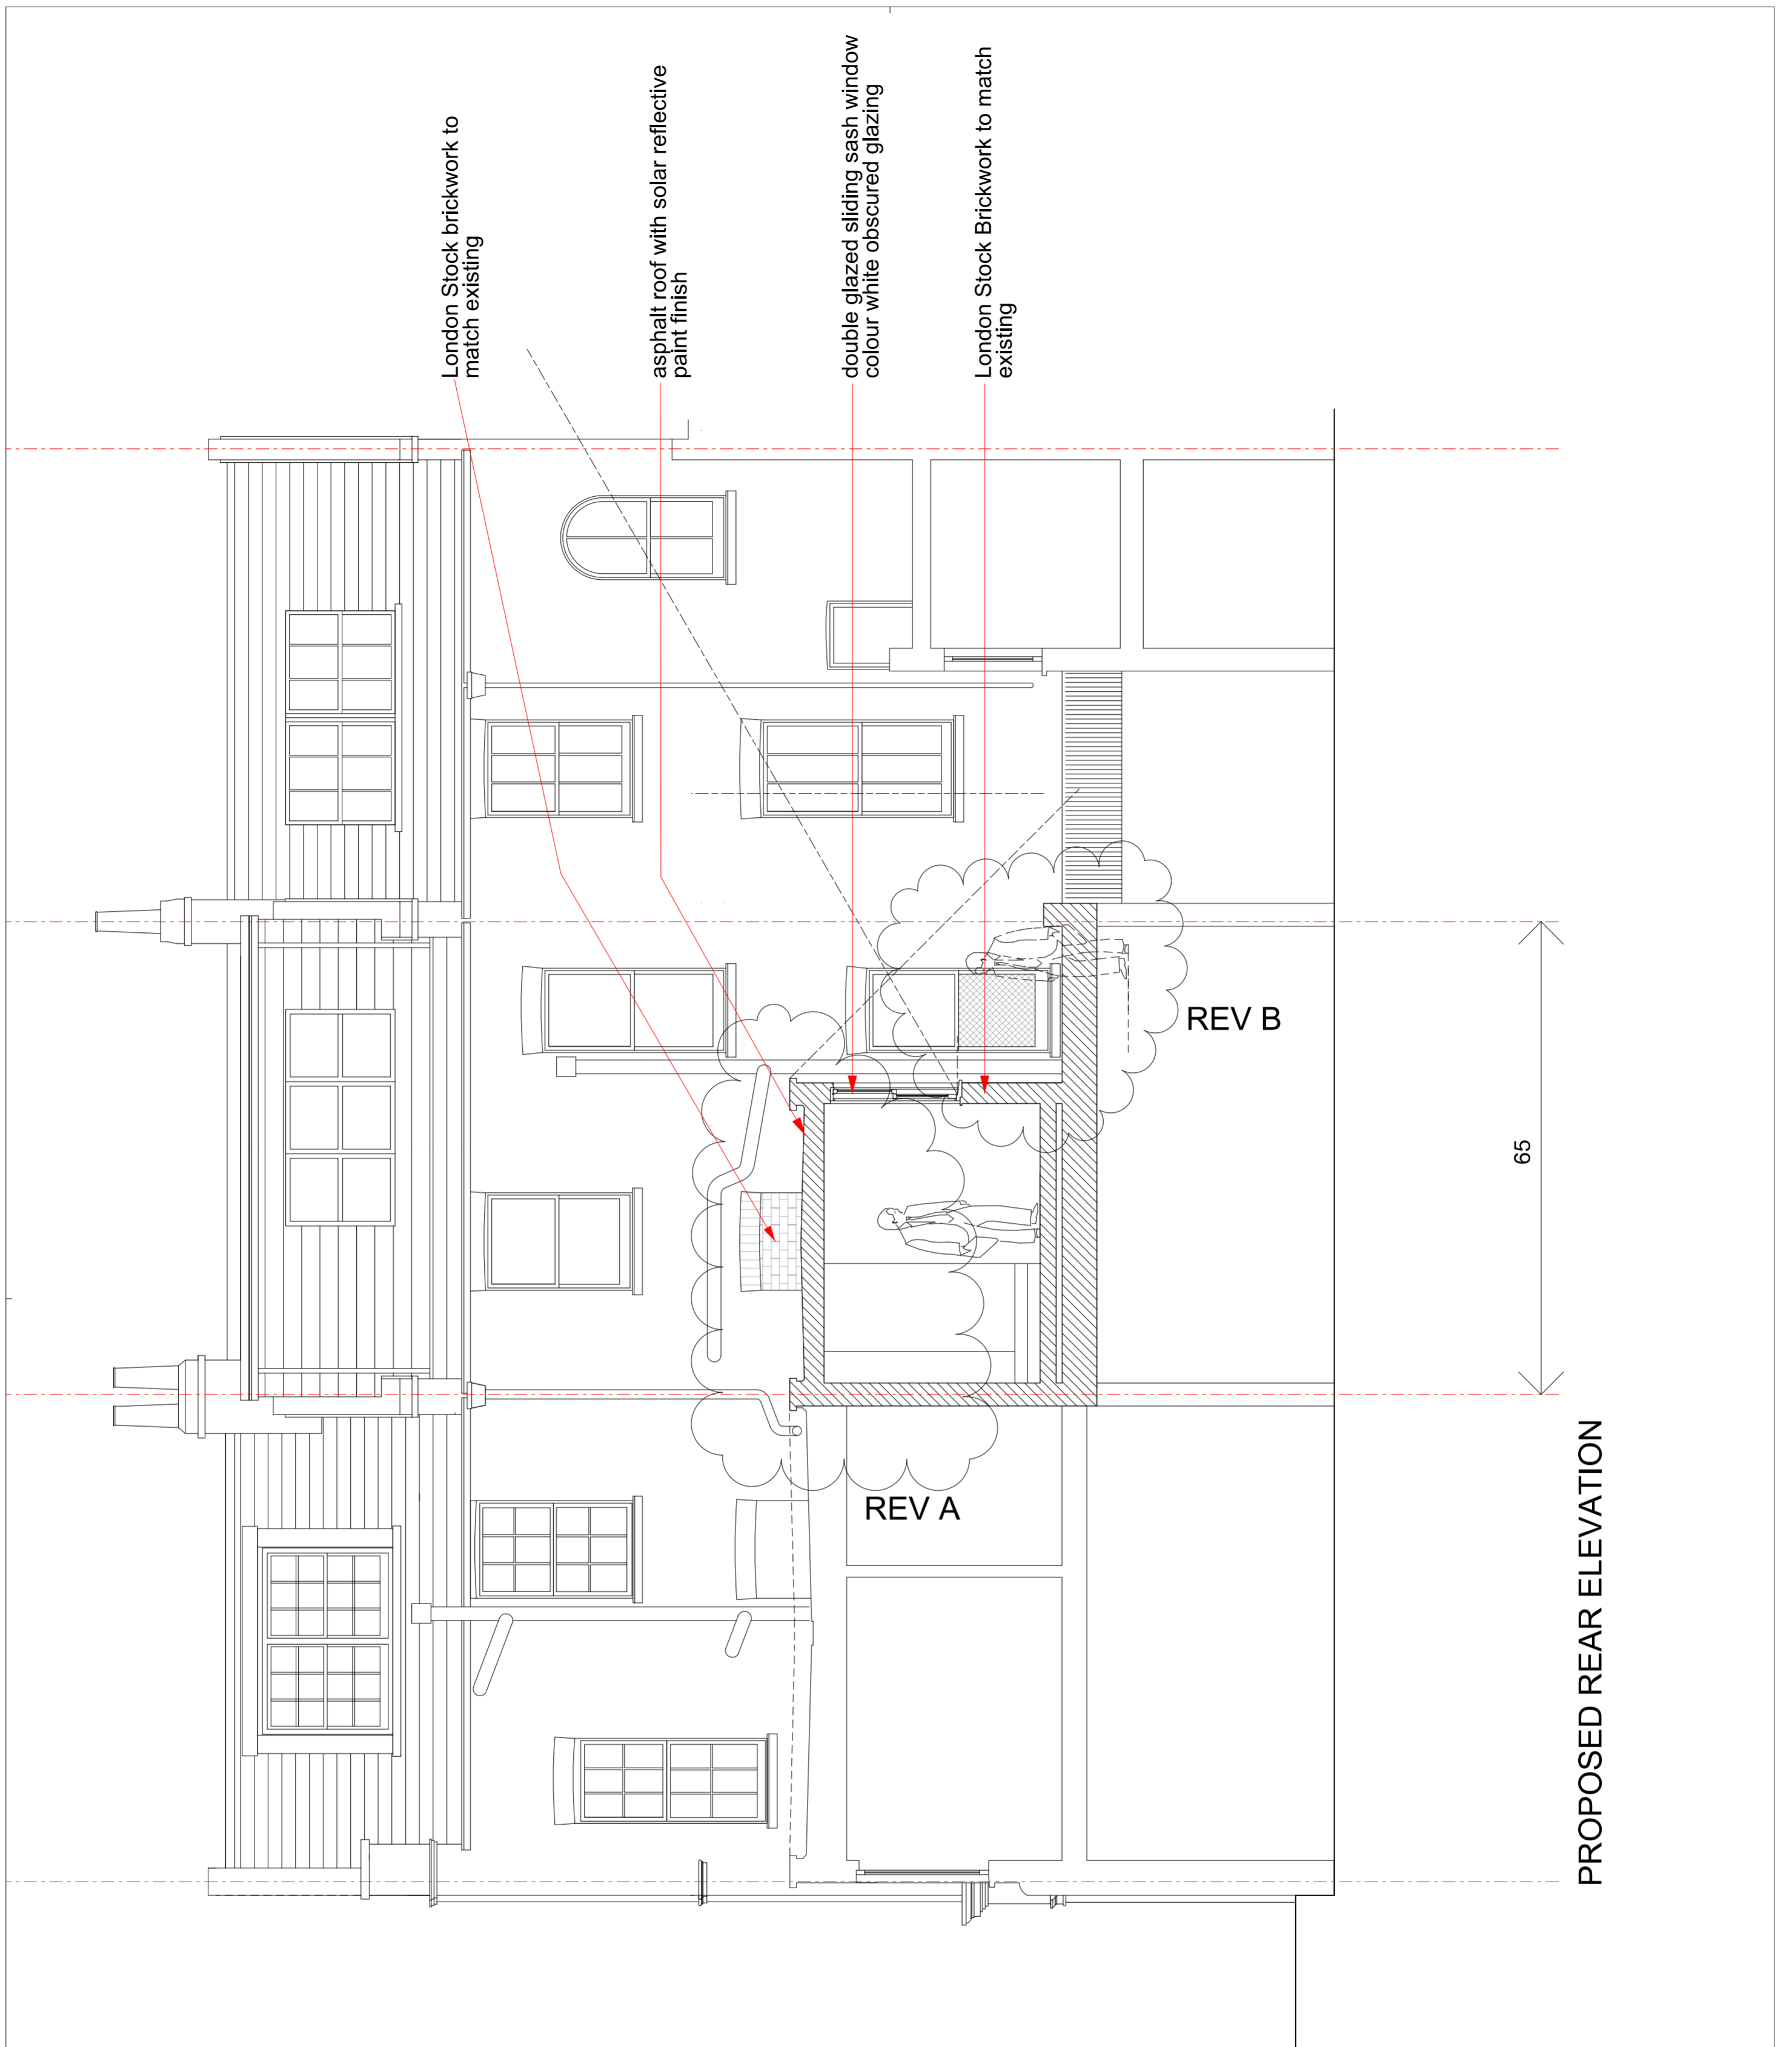 London Stock brickwork to
match existing
asphalt roof with solar reflective
paint finish
double glazed sliding sash window
colour white obscured glazing
London Stock Brickwork to match
existing
REV B
REV A
65
PROPOSED REAR ELEVATION